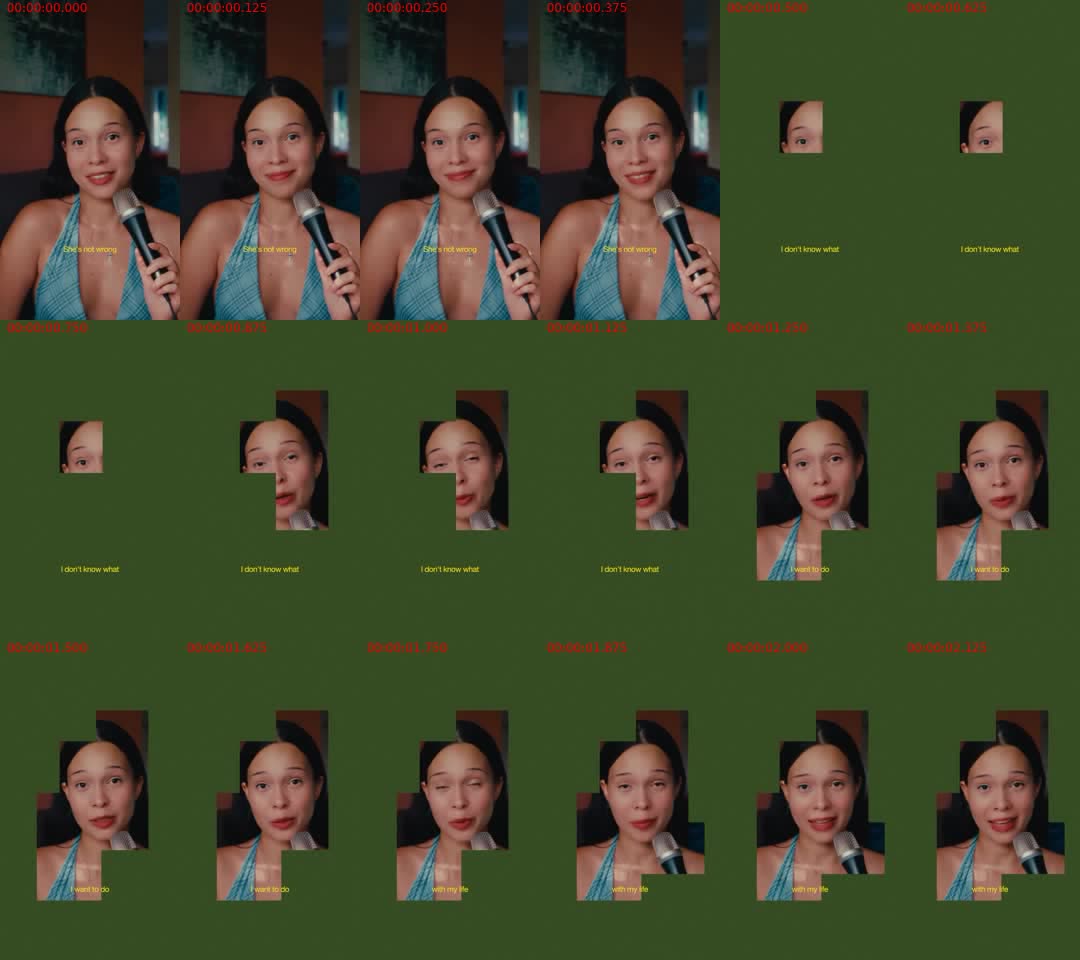 00:00:00.000 00:00:00.125 00:00:00.250 00:00:00.375 00:00:00.500 00:00:00.625
She's not wrong She's not wrong She's not wrong She's not wrong I don't know what I don't know what
00:00:00.750 00:00:00.875 00:00:01.000 00:00:01.125 00:00:01.250 00:00:01.375
I don't know what I don't know what I don't know what I don't know what I want to do I want to do
00:00:01.500 00:00:01.625 00:00:01.750 00:00:01.875 00:00:02.000 00:00:02.125
I want to do I want to do with my life with my life with my life with my life